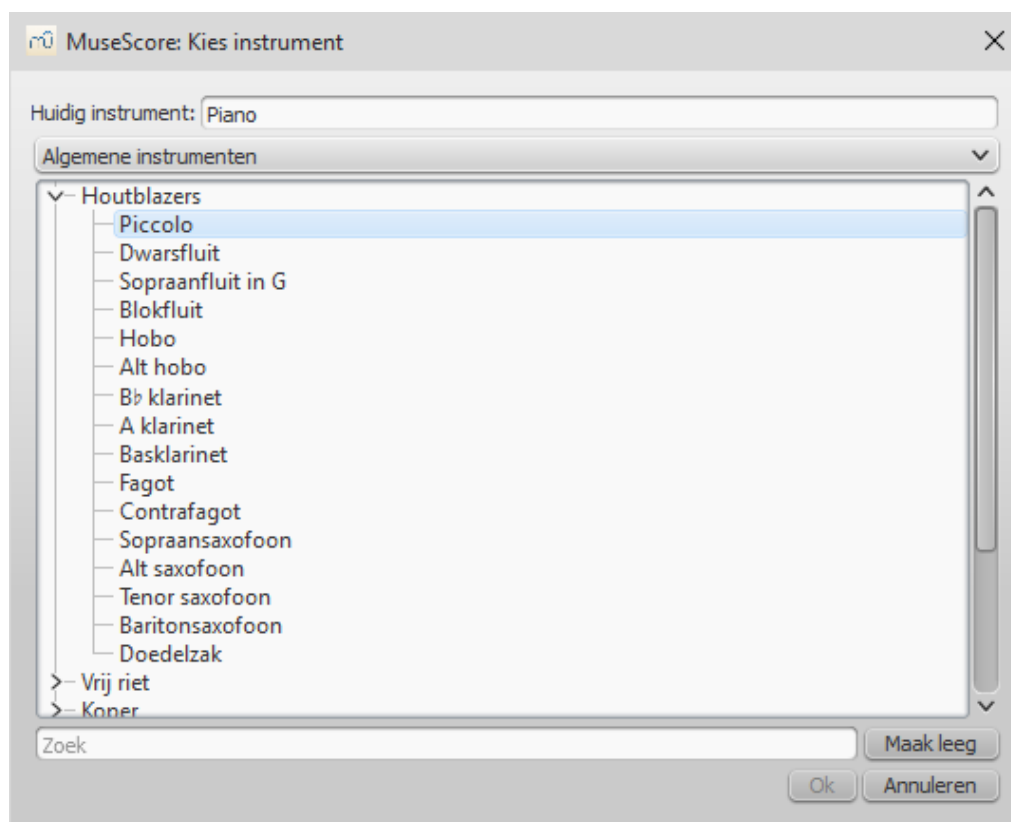 MuseScore: Kies instrument
Huidig instrument: Piano
Algemene instrumenten
Houtblazers
Piccolo
Dwarsfluit
Sopraanfluit in G
Blokfluit
Hobo
Alt hobo
B♭ klarinet
A klarinet
Basklarinet
Fagot
Contrafagot
Sopraansaxofoon
Alt saxofoon
Tenor saxofoon
Baritonsaxofoon
Doedelzak
Vrij riet
Koper
Zoek Maak leeg
Ok Annuleren